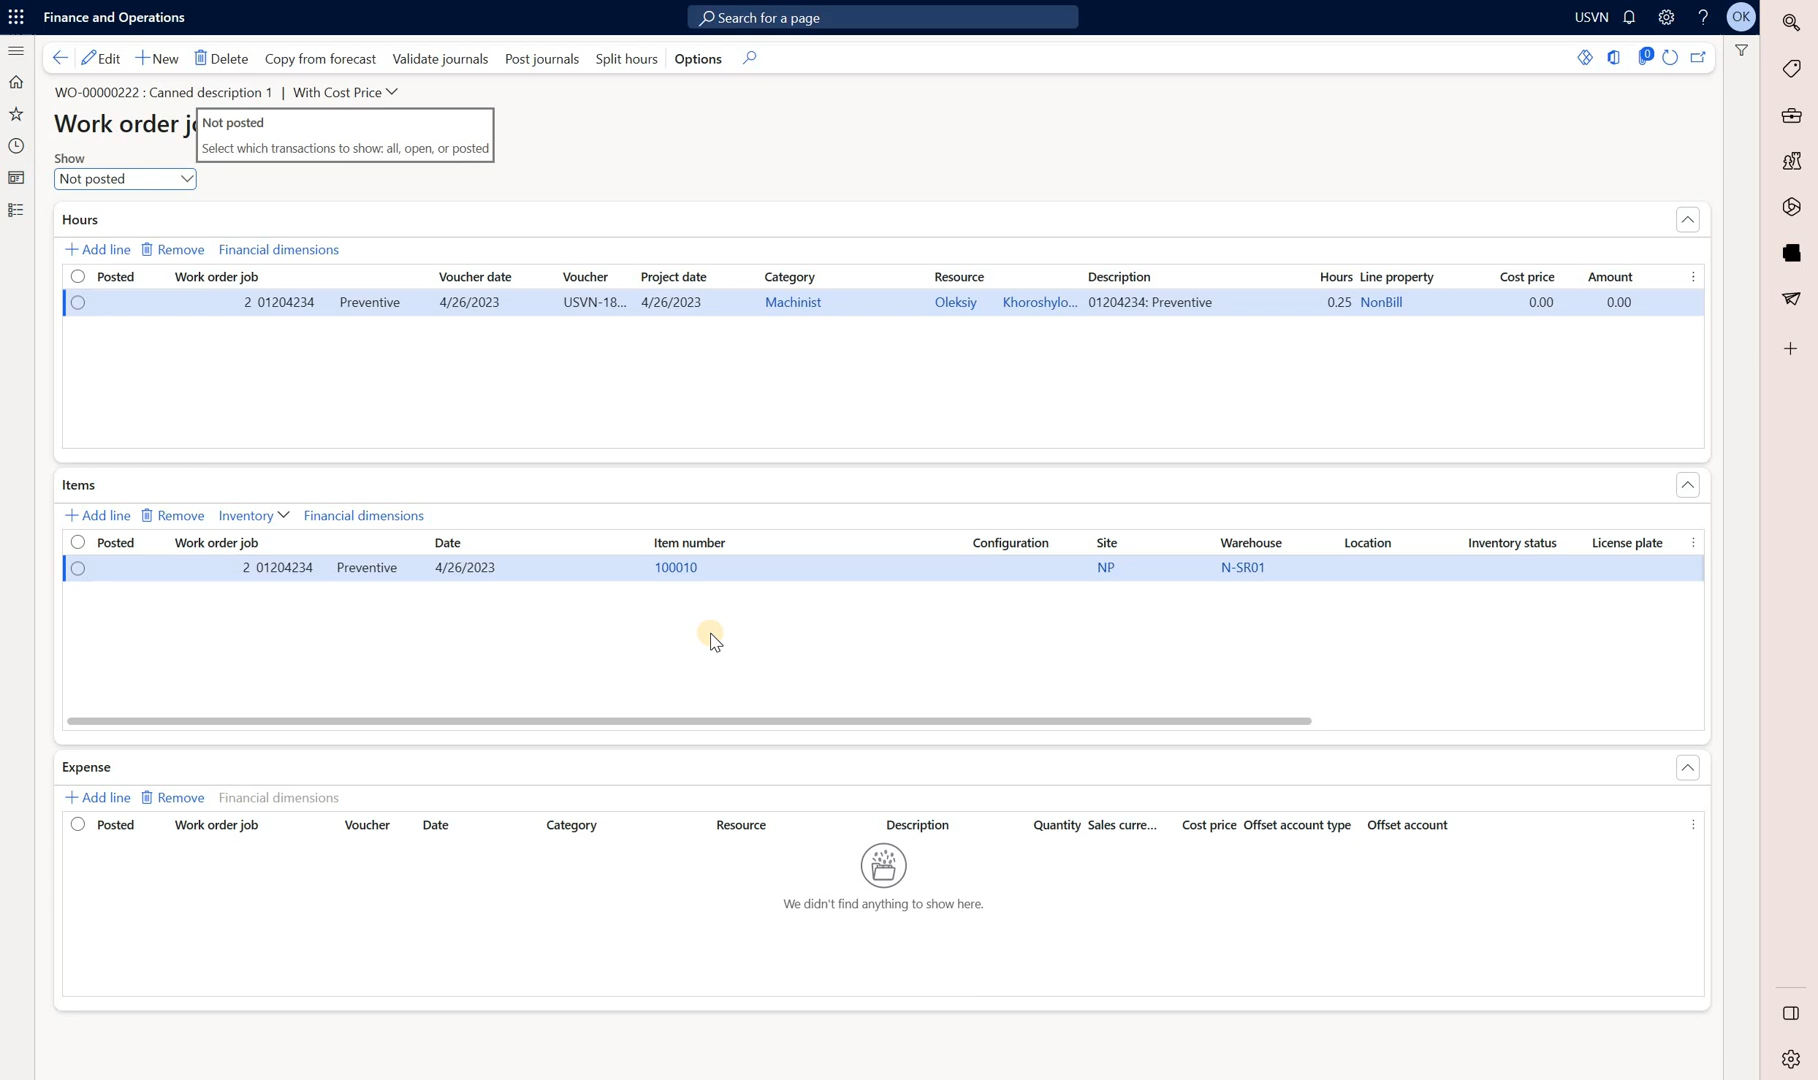 Finance and Operations
Search for a page
USVN
OK
Edit New Delete Copy from forecast Validate journals Post journals Split hours Options
0
WO-00000222 : Canned description 1 | With Cost Price
Work order
Not posted
Select which transactions to show: all, open, or posted
Show
Not posted
Hours
Add line Remove Financial dimensions
Posted Work order job Voucher date Voucher Project date Category Resource Description Hours Line property Cost price Amount
2 01204234 Preventive 4/26/2023 USVN-18... 4/26/2023 Machinist Oleksiy Khoroshylo... 01204234: Preventive 0.25 NonBill 0.00 0.00
Items
Add line Remove Inventory Financial dimensions
Posted Work order job Date Item number Configuration Site Warehouse Location Inventory status License plate
2 01204234 Preventive 4/26/2023 100010 NP N-SR01
Expense
Add line Remove Financial dimensions
Posted Work order job Voucher Date Category Resource Description Quantity Sales curre... Cost price Offset account type Offset account
We didn't find anything to show here.